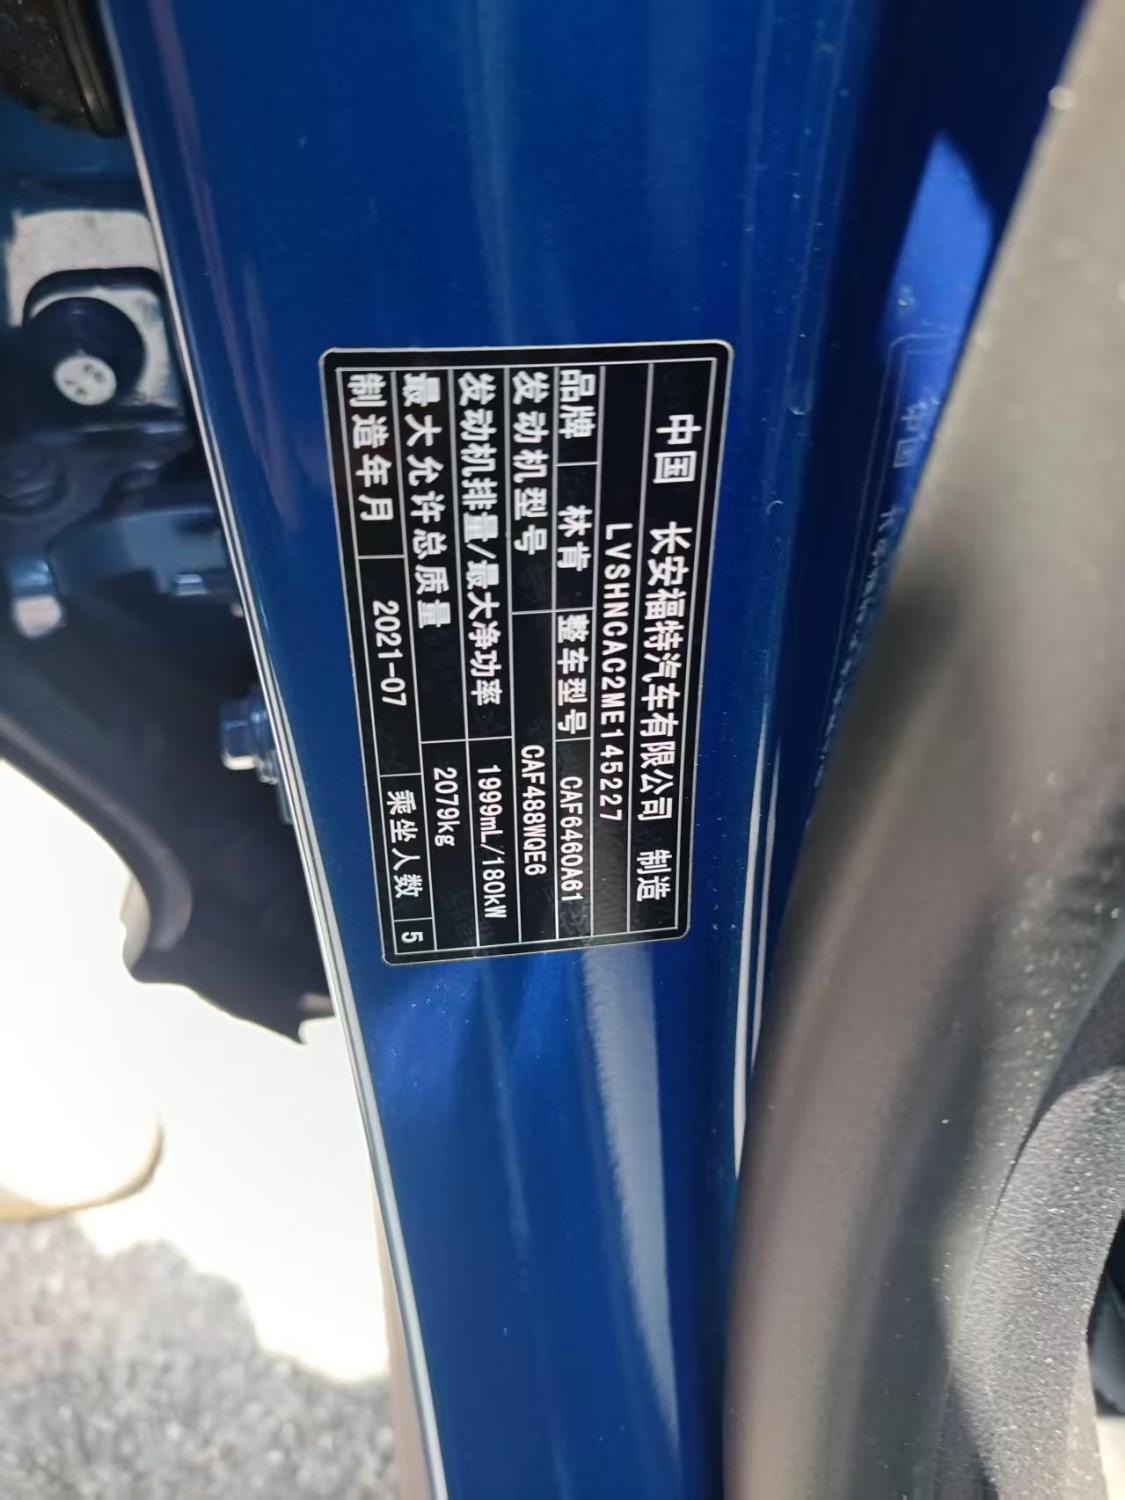 中国 长安福特汽车有限公司 制造
LVSHNCAC2ME145227
品牌 林肯 整车型号 CAF6460A61
发动机型号 CAF488WQE6
发动机排量/最大净功率 1999mL/180kW
最大允许总质量 2079kg
制造年月 2021-07 乘坐人数 5